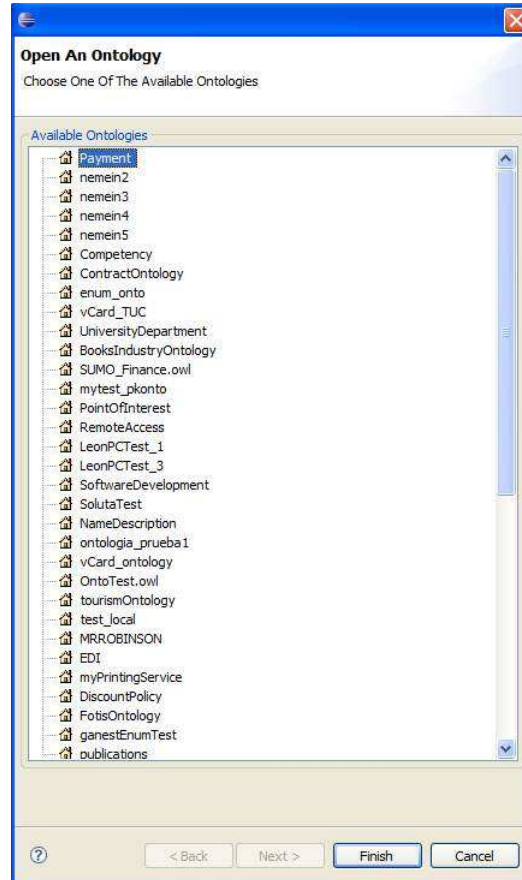 Open An Ontology
Choose One Of The Available Ontologies
Available Ontologies
Payment
nemein2
nemein3
nemein4
nemein5
Competency
ContractOntology
enum_onto
vCard_TUC
UniversityDepartment
BooksIndustryOntology
SUMO_Finance.owl
mytest_pkonto
PointOfInterest
RemoteAccess
LeonPCTest_1
LeonPCTest_3
SoftwareDevelopment
SolutaTest
NameDescription
ontologia_prueba1
vCard_ontology
OntoTest.owl
tourismOntology
test_local
MRROBINSON
EDI
myPrintingService
DiscountPolicy
FotisOntology
ganestEnumTest
publications
? < Back Next > Finish Cancel